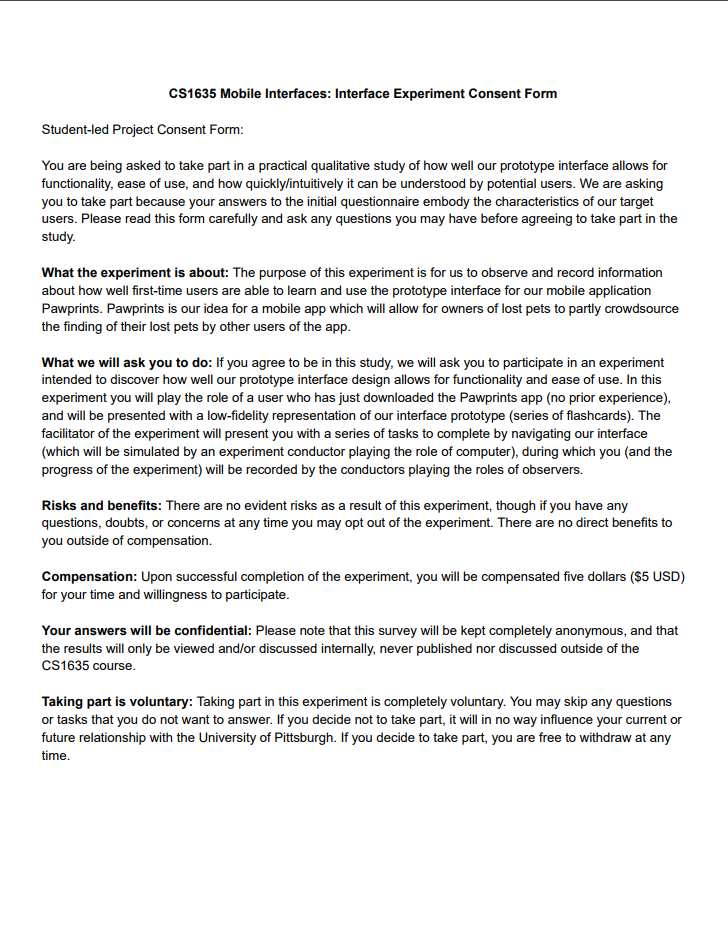 CS1635 Mobile Interfaces: Interface Experiment Consent Form
Student-led Project Consent Form:
You are being asked to take part in a practical qualitative study of how well our prototype interface allows for
functionality, ease of use, and how quickly/intuitively it can be understood by potential users. We are asking
you to take part because your answers to the initial questionnaire embody the characteristics of our target
users. Please read this form carefully and ask any questions you may have before agreeing to take part in the
study.
What the experiment is about: The purpose of this experiment is for us to observe and record information
about how well first-time users are able to learn and use the prototype interface for our mobile application
Pawprints. Pawprints is our idea for a mobile app which will allow for owners of lost pets to partly crowdsource
the finding of their lost pets by other users of the app.
What we will ask you to do: If you agree to be in this study, we will ask you to participate in an experiment
intended to discover how well our prototype interface design allows for functionality and ease of use. In this
experiment you will play the role of a user who has just downloaded the Pawprints app (no prior experience),
and will be presented with a low-fidelity representation of our interface prototype (series of flashcards). The
facilitator of the experiment will present you with a series of tasks to complete by navigating our interface
(which will be simulated by an experiment conductor playing the role of computer), during which you (and the
progress of the experiment) will be recorded by the conductors playing the roles of observers.
Risks and benefits: There are no evident risks as a result of this experiment, though if you have any
questions, doubts, or concerns at any time you may opt out of the experiment. There are no direct benefits to
you outside of compensation.
Compensation: Upon successful completion of the experiment, you will be compensated five dollars ($5 USD)
for your time and willingness to participate.
Your answers will be confidential: Please note that this survey will be kept completely anonymous, and that
the results will only be viewed and/or discussed internally, never published nor discussed outside of the
CS1635 course.
Taking part is voluntary: Taking part in this experiment is completely voluntary. You may skip any questions
or tasks that you do not want to answer. If you decide not to take part, it will in no way influence your current or
future relationship with the University of Pittsburgh. If you decide to take part, you are free to withdraw at any
time.